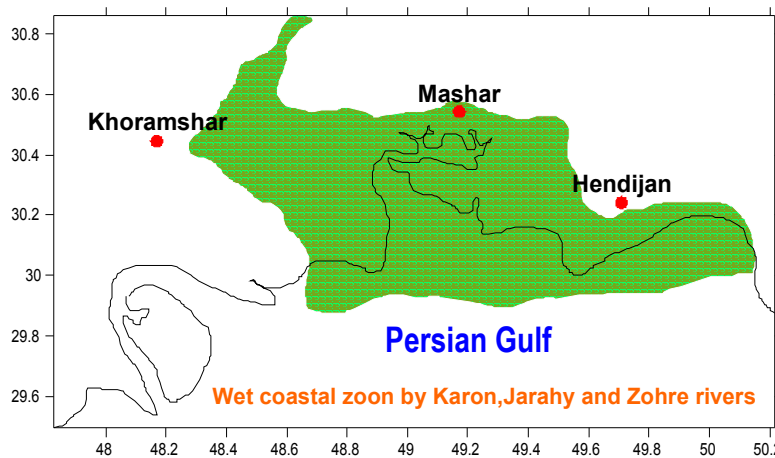 30.8
30.6
30.4
30.2
30
29.8
29.6
Mashar
Khoramshar
Hendijan
Persian Gulf
Wet coastal zoon by Karon,Jarahy and Zohre rivers
48 48.2 48.4 48.6 48.8 49 49.2 49.4 49.6 49.8 50 50.2